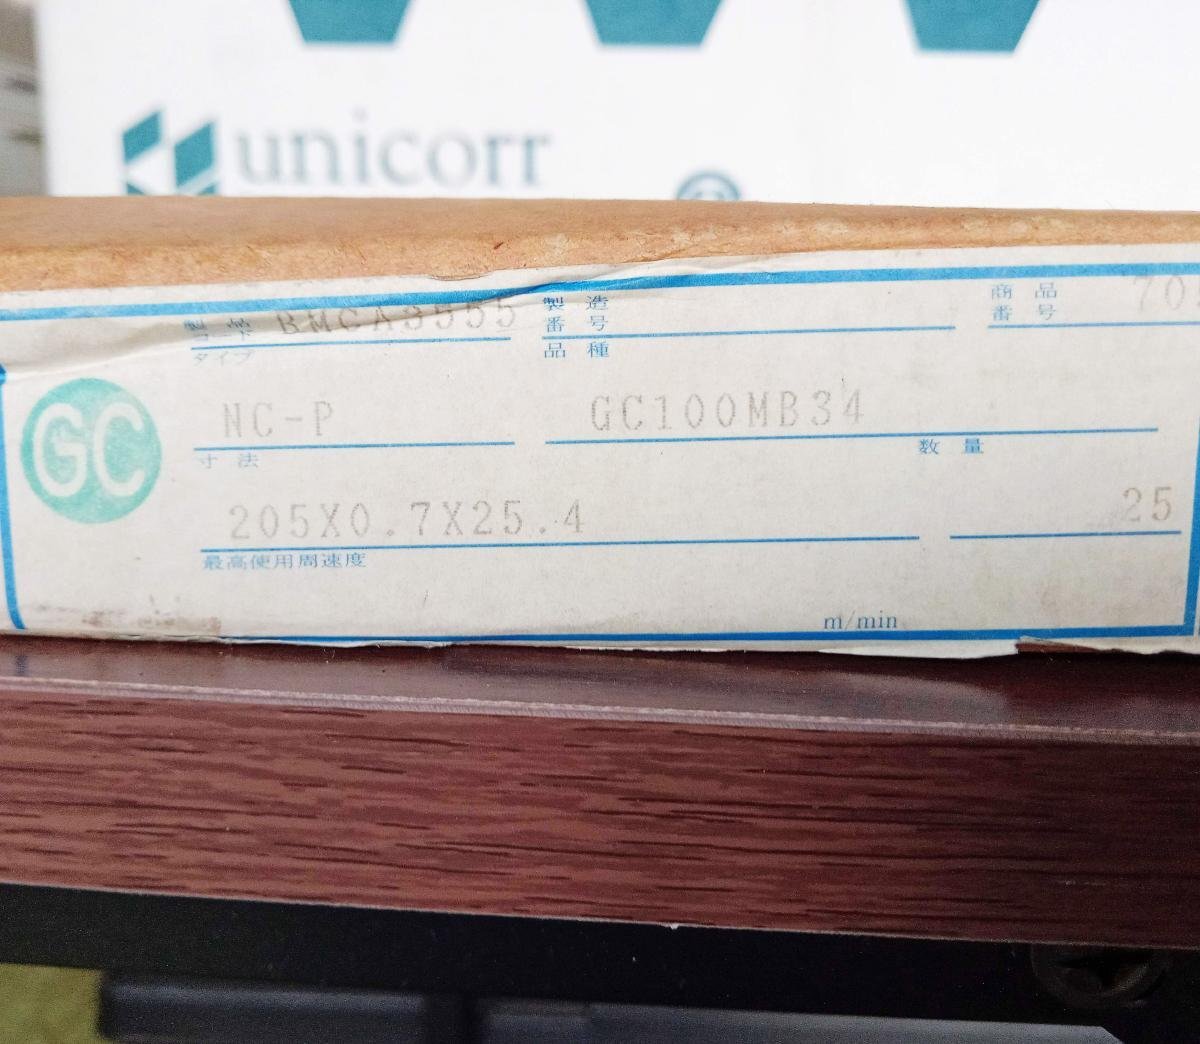 unicorr
BMCA3555
製造
番号
商品
番号
70
タイプ
品種
GC
NC-P
GC100MB34
寸法
数量
205X0.7X25.4
25
最高使用周速度
m/min